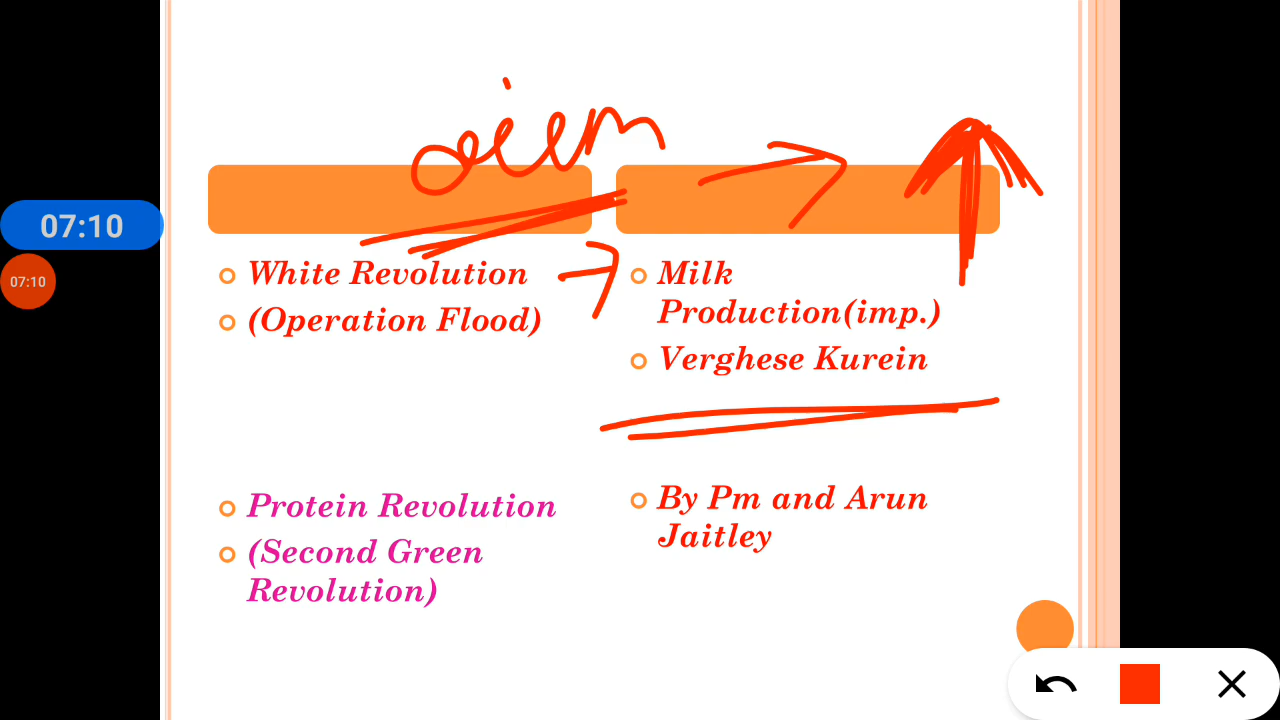 07:10
07:10
White Revolution
(Operation Flood)
Milk
Production(imp.)
Verghese Kurein
Protein Revolution
(Second Green
Revolution)
By Pm and Arun
Jaitley